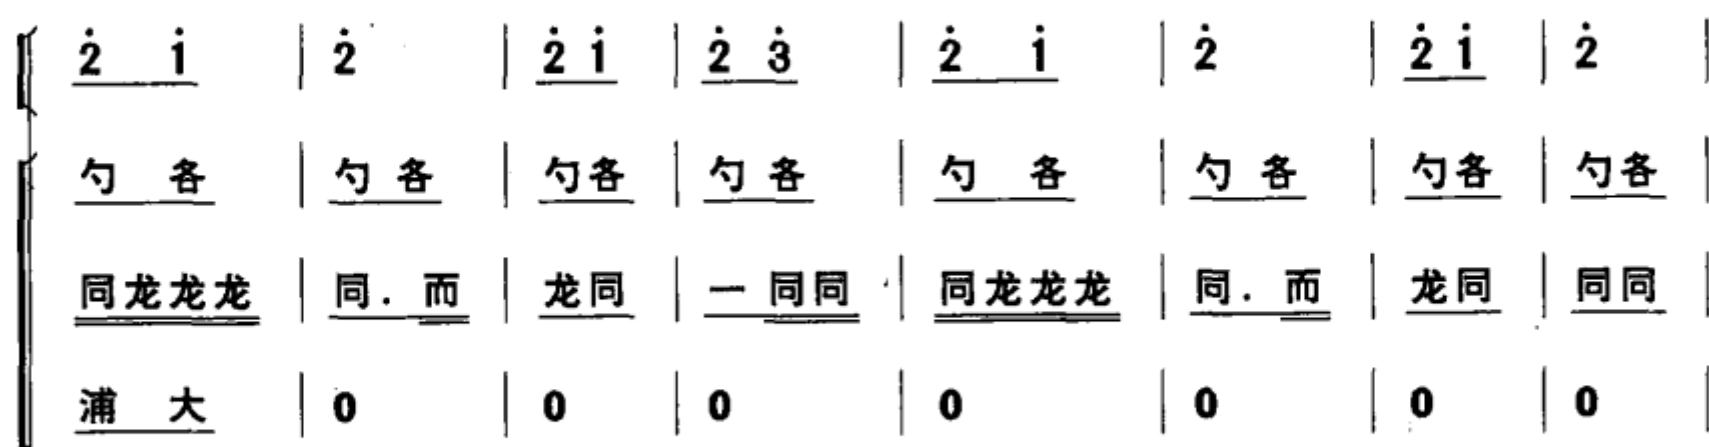 2̇ 1̇ | 2̇ | 2̇ 1̇ | 2̇ 3̇ | 2̇ 1̇ | 2̇ | 2̇ 1̇ | 2̇ |
勺 各 | 勺 各 | 勺各 | 勺 各 | 勺 各 | 勺 各 | 勺各 | 勺各 |
同龙龙龙 | 同. 而 | 龙同 | 一 同同 | 同龙龙龙 | 同. 而 | 龙同 | 同同 |
浦 大 | 0 | 0 | 0 | 0 | 0 | 0 | 0 |